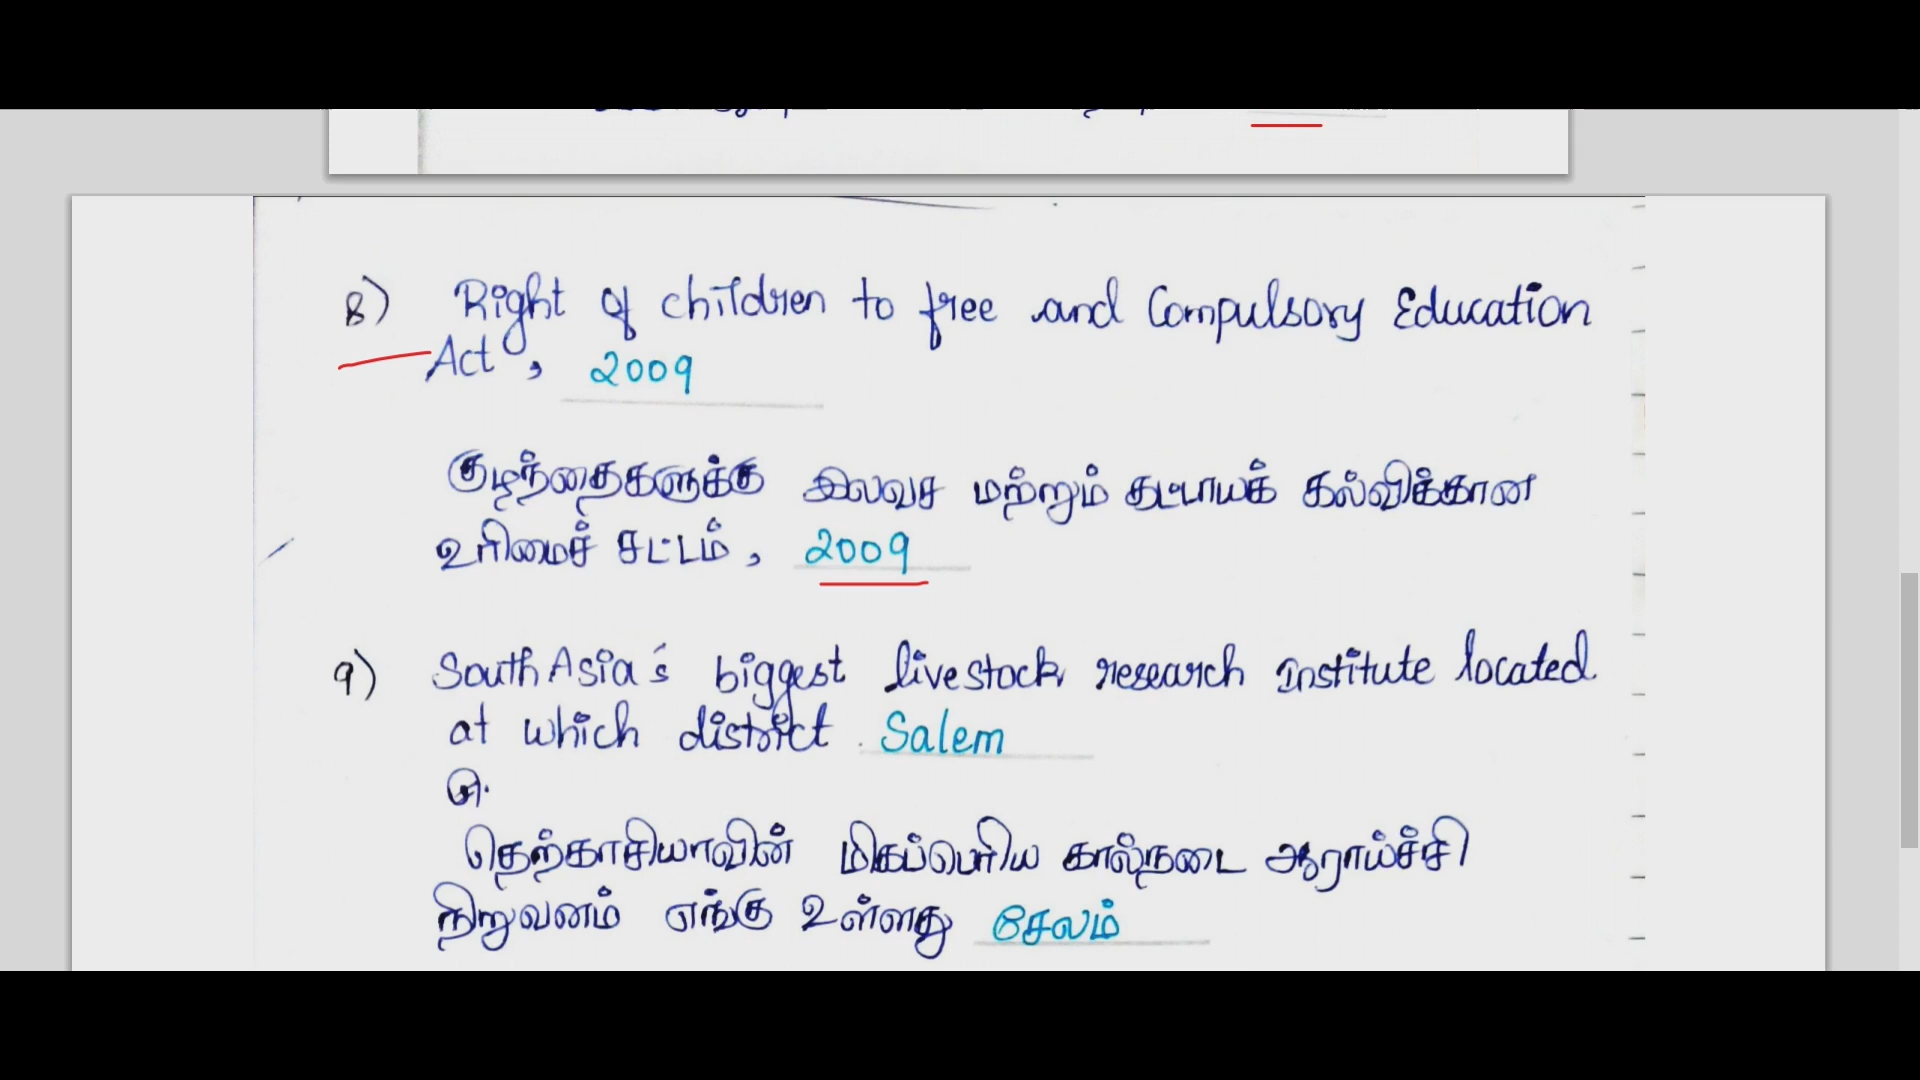 8) Right of children to free and Compulsory Education
Act, 2009
குழந்தைகளுக்கு இலவச மற்றும் கட்டாயக் கல்விக்கான
உரிமைச் சட்டம், 2009
9) South Asia's biggest livestock research Institute located
at which district Salem
தெற்காசியாவின் மிகப்பெரிய கால்நடை ஆராய்ச்சி
நிறுவனம் எங்கு உள்ளது சேலம்